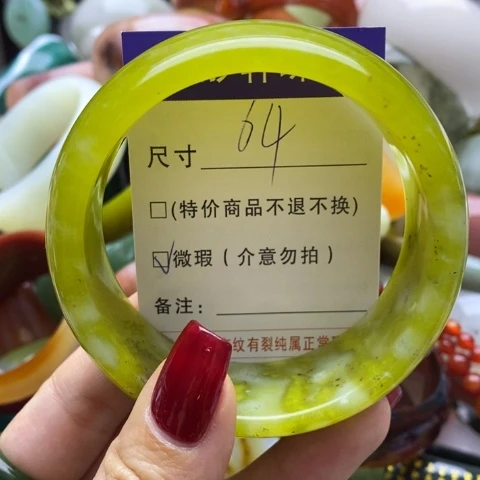 尺寸 64
□(特价商品不退不换)
☑微瑕(介意勿拍)
备注:
纹有裂纯属正常